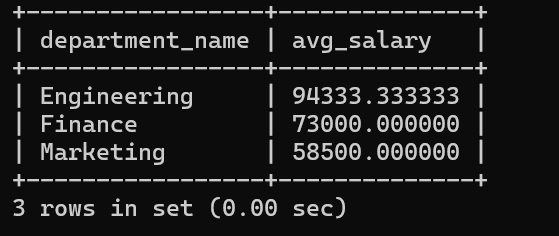 +-----------------+--------------+
| department_name | avg_salary   |
+-----------------+--------------+
| Engineering     | 94333.333333 |
| Finance         | 73000.000000 |
| Marketing       | 58500.000000 |
+-----------------+--------------+
3 rows in set (0.00 sec)